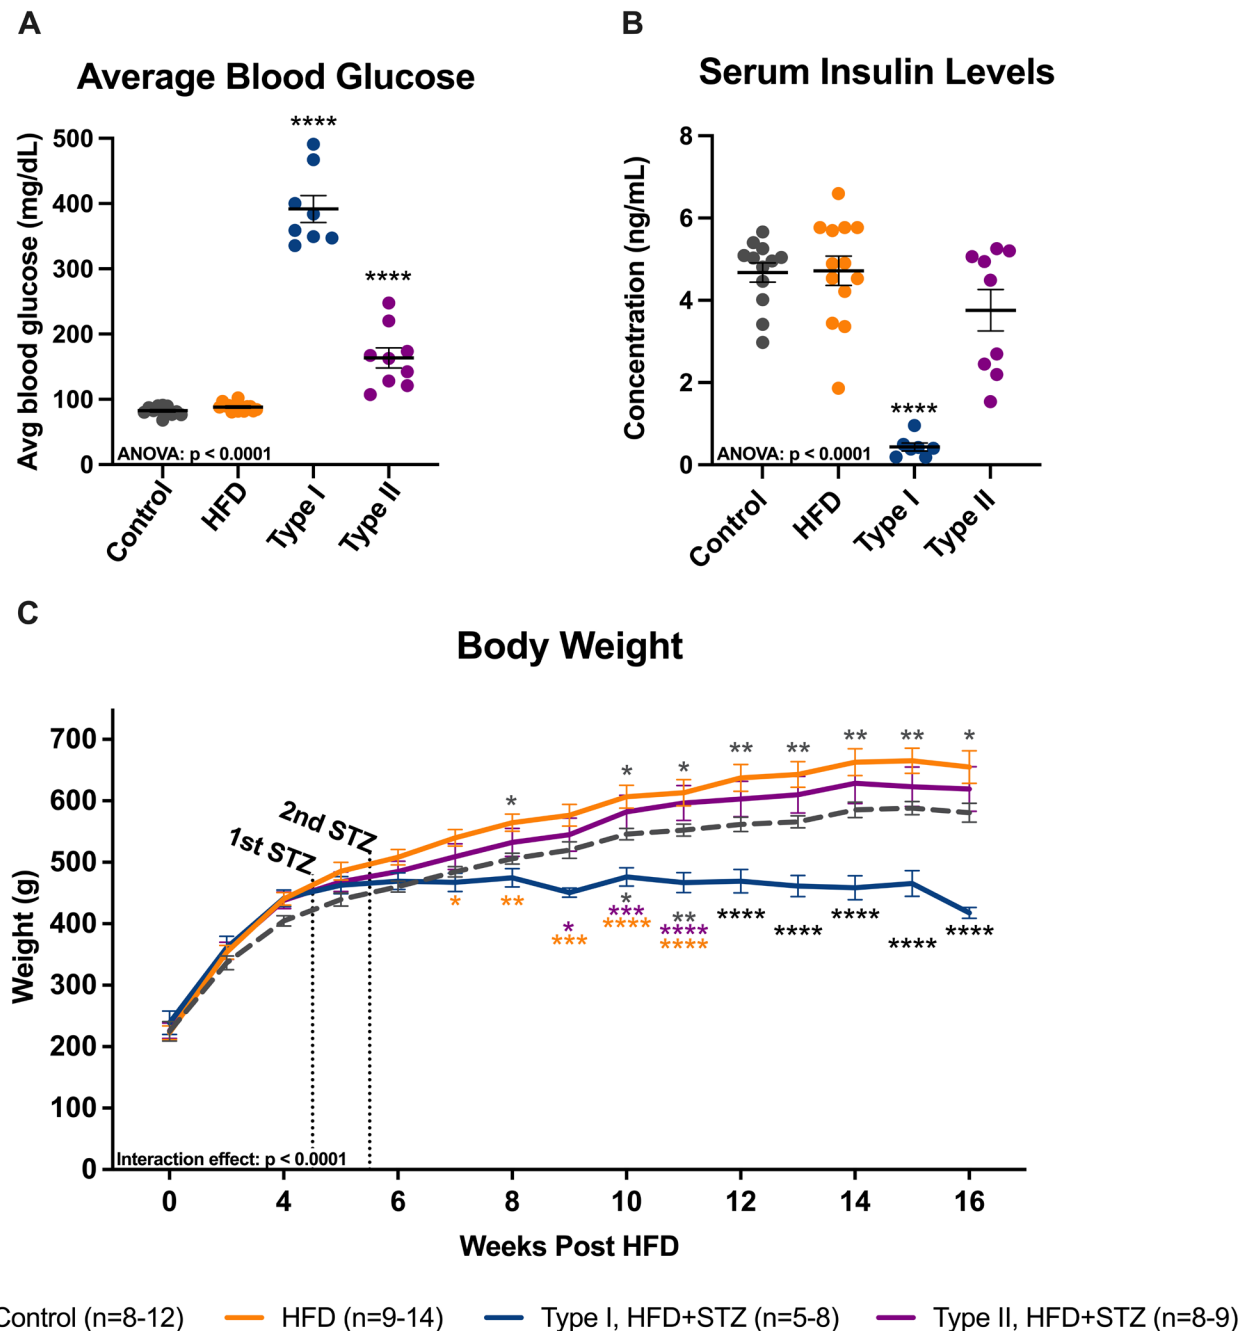 A
B
Average Blood Glucose
Serum Insulin Levels
Avg blood glucose (mg/dL)
500
400
300
200
100
0
****
****
ANOVA: p < 0.0001
Control
HFD
Type I
Type II
Concentration (ng/mL)
8
6
4
2
0
****
ANOVA: p < 0.0001
Control
HFD
Type I
Type II
C
Body Weight
Weight (g)
700
600
500
400
300
200
100
0
1st STZ
2nd STZ
*
*
*
**
**
**
**
*
*
**
*
***
*
***
****
**
****
****
****
****
****
****
****
Interaction effect: p < 0.0001
0
4
6
8
10
12
14
16
Weeks Post HFD
Control (n=8-12)
HFD (n=9-14)
Type I, HFD+STZ (n=5-8)
Type II, HFD+STZ (n=8-9)